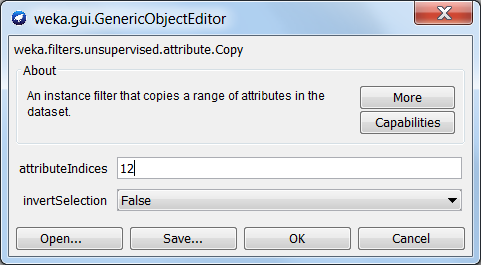 weka.gui.GenericObjectEditor
weka.filters.unsupervised.attribute.Copy
About
An instance filter that copies a range of attributes in the
dataset.
More
Capabilities
attributeIndices 12
invertSelection False
Open... Save... OK Cancel